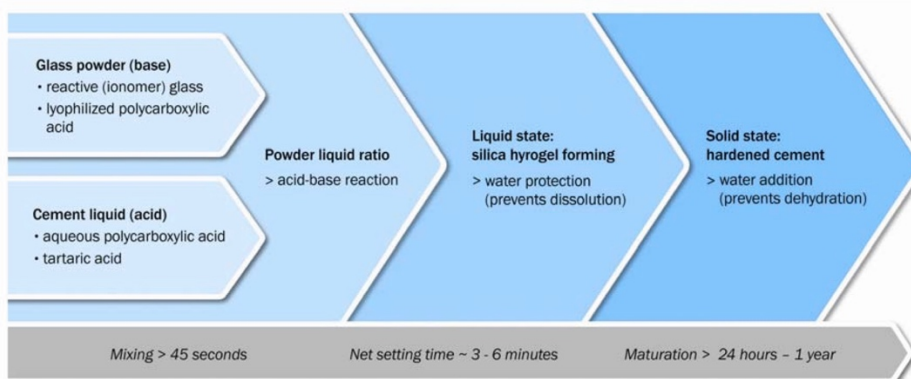 Glass powder (base)
• reactive (ionomer) glass
• lyophilized polycarboxylic
acid
Cement liquid (acid)
• aqueous polycarboxylic acid
• tartaric acid
Powder liquid ratio
> acid-base reaction
Liquid state:
silica hyrogel forming
> water protection
(prevents dissolution)
Solid state:
hardened cement
> water addition
(prevents dehydration)
Mixing > 45 seconds
Net setting time ~ 3 - 6 minutes
Maturation > 24 hours – 1 year